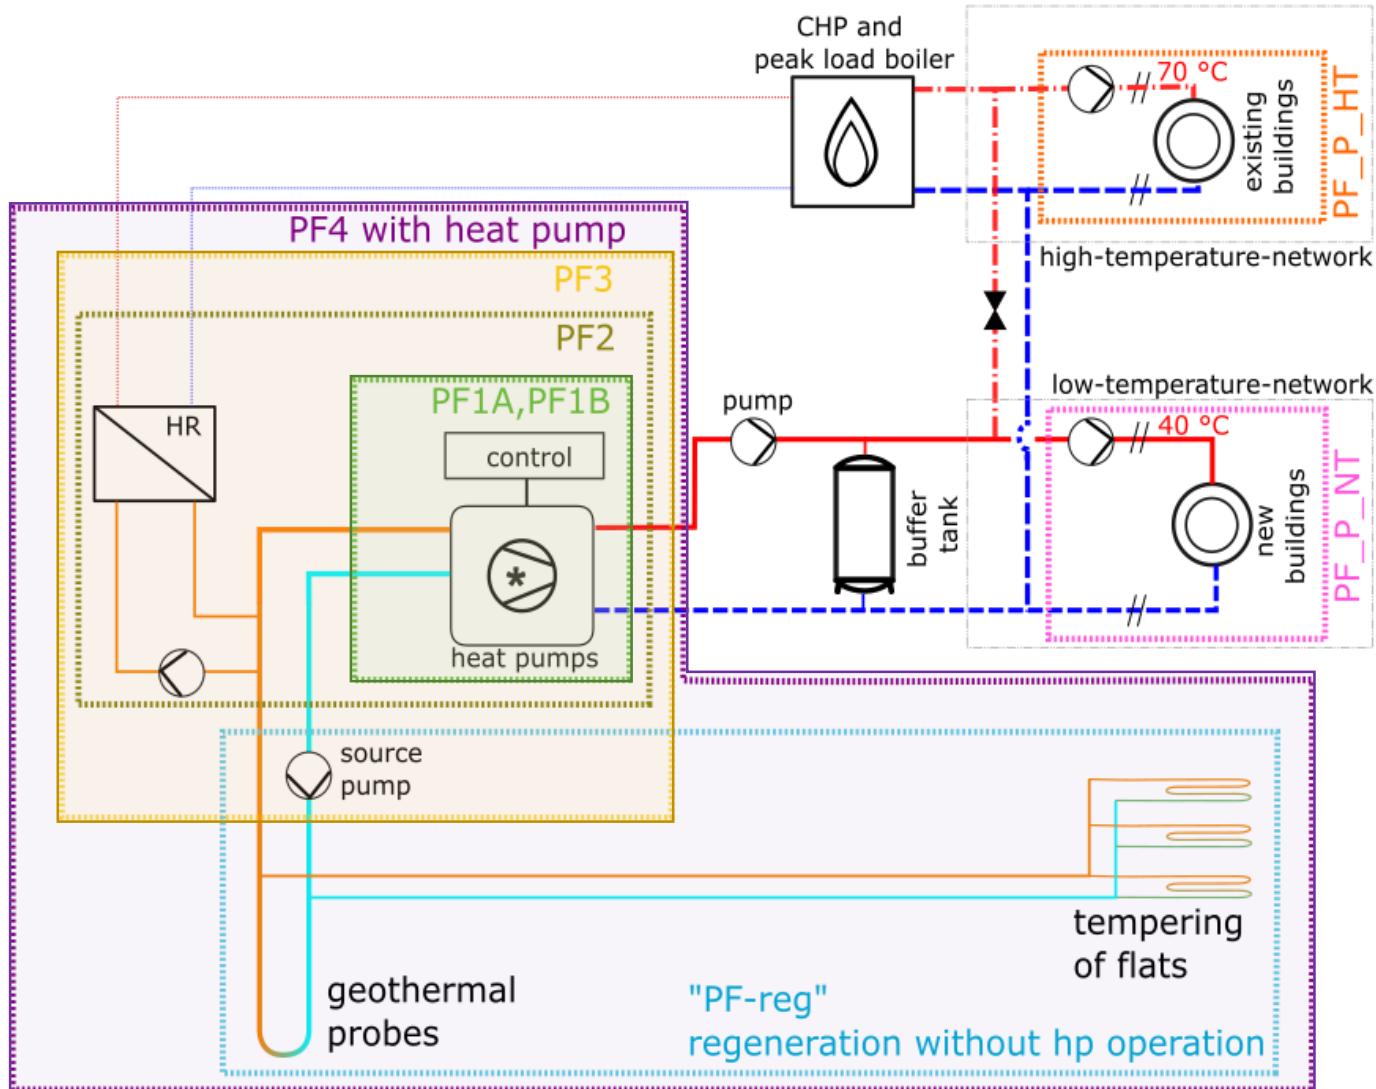 CHP and
peak load boiler
70 °C
existing
buildings
PF_P_HT
high-temperature-network
PF4 with heat pump
PF3
PF2
PF1A,PF1B
HR
control
heat pumps
pump
buffer
tank
low-temperature-network
40 °C
new
buildings
PF_P_NT
source
pump
tempering
of flats
geothermal
probes
"PF-reg"
regeneration without hp operation